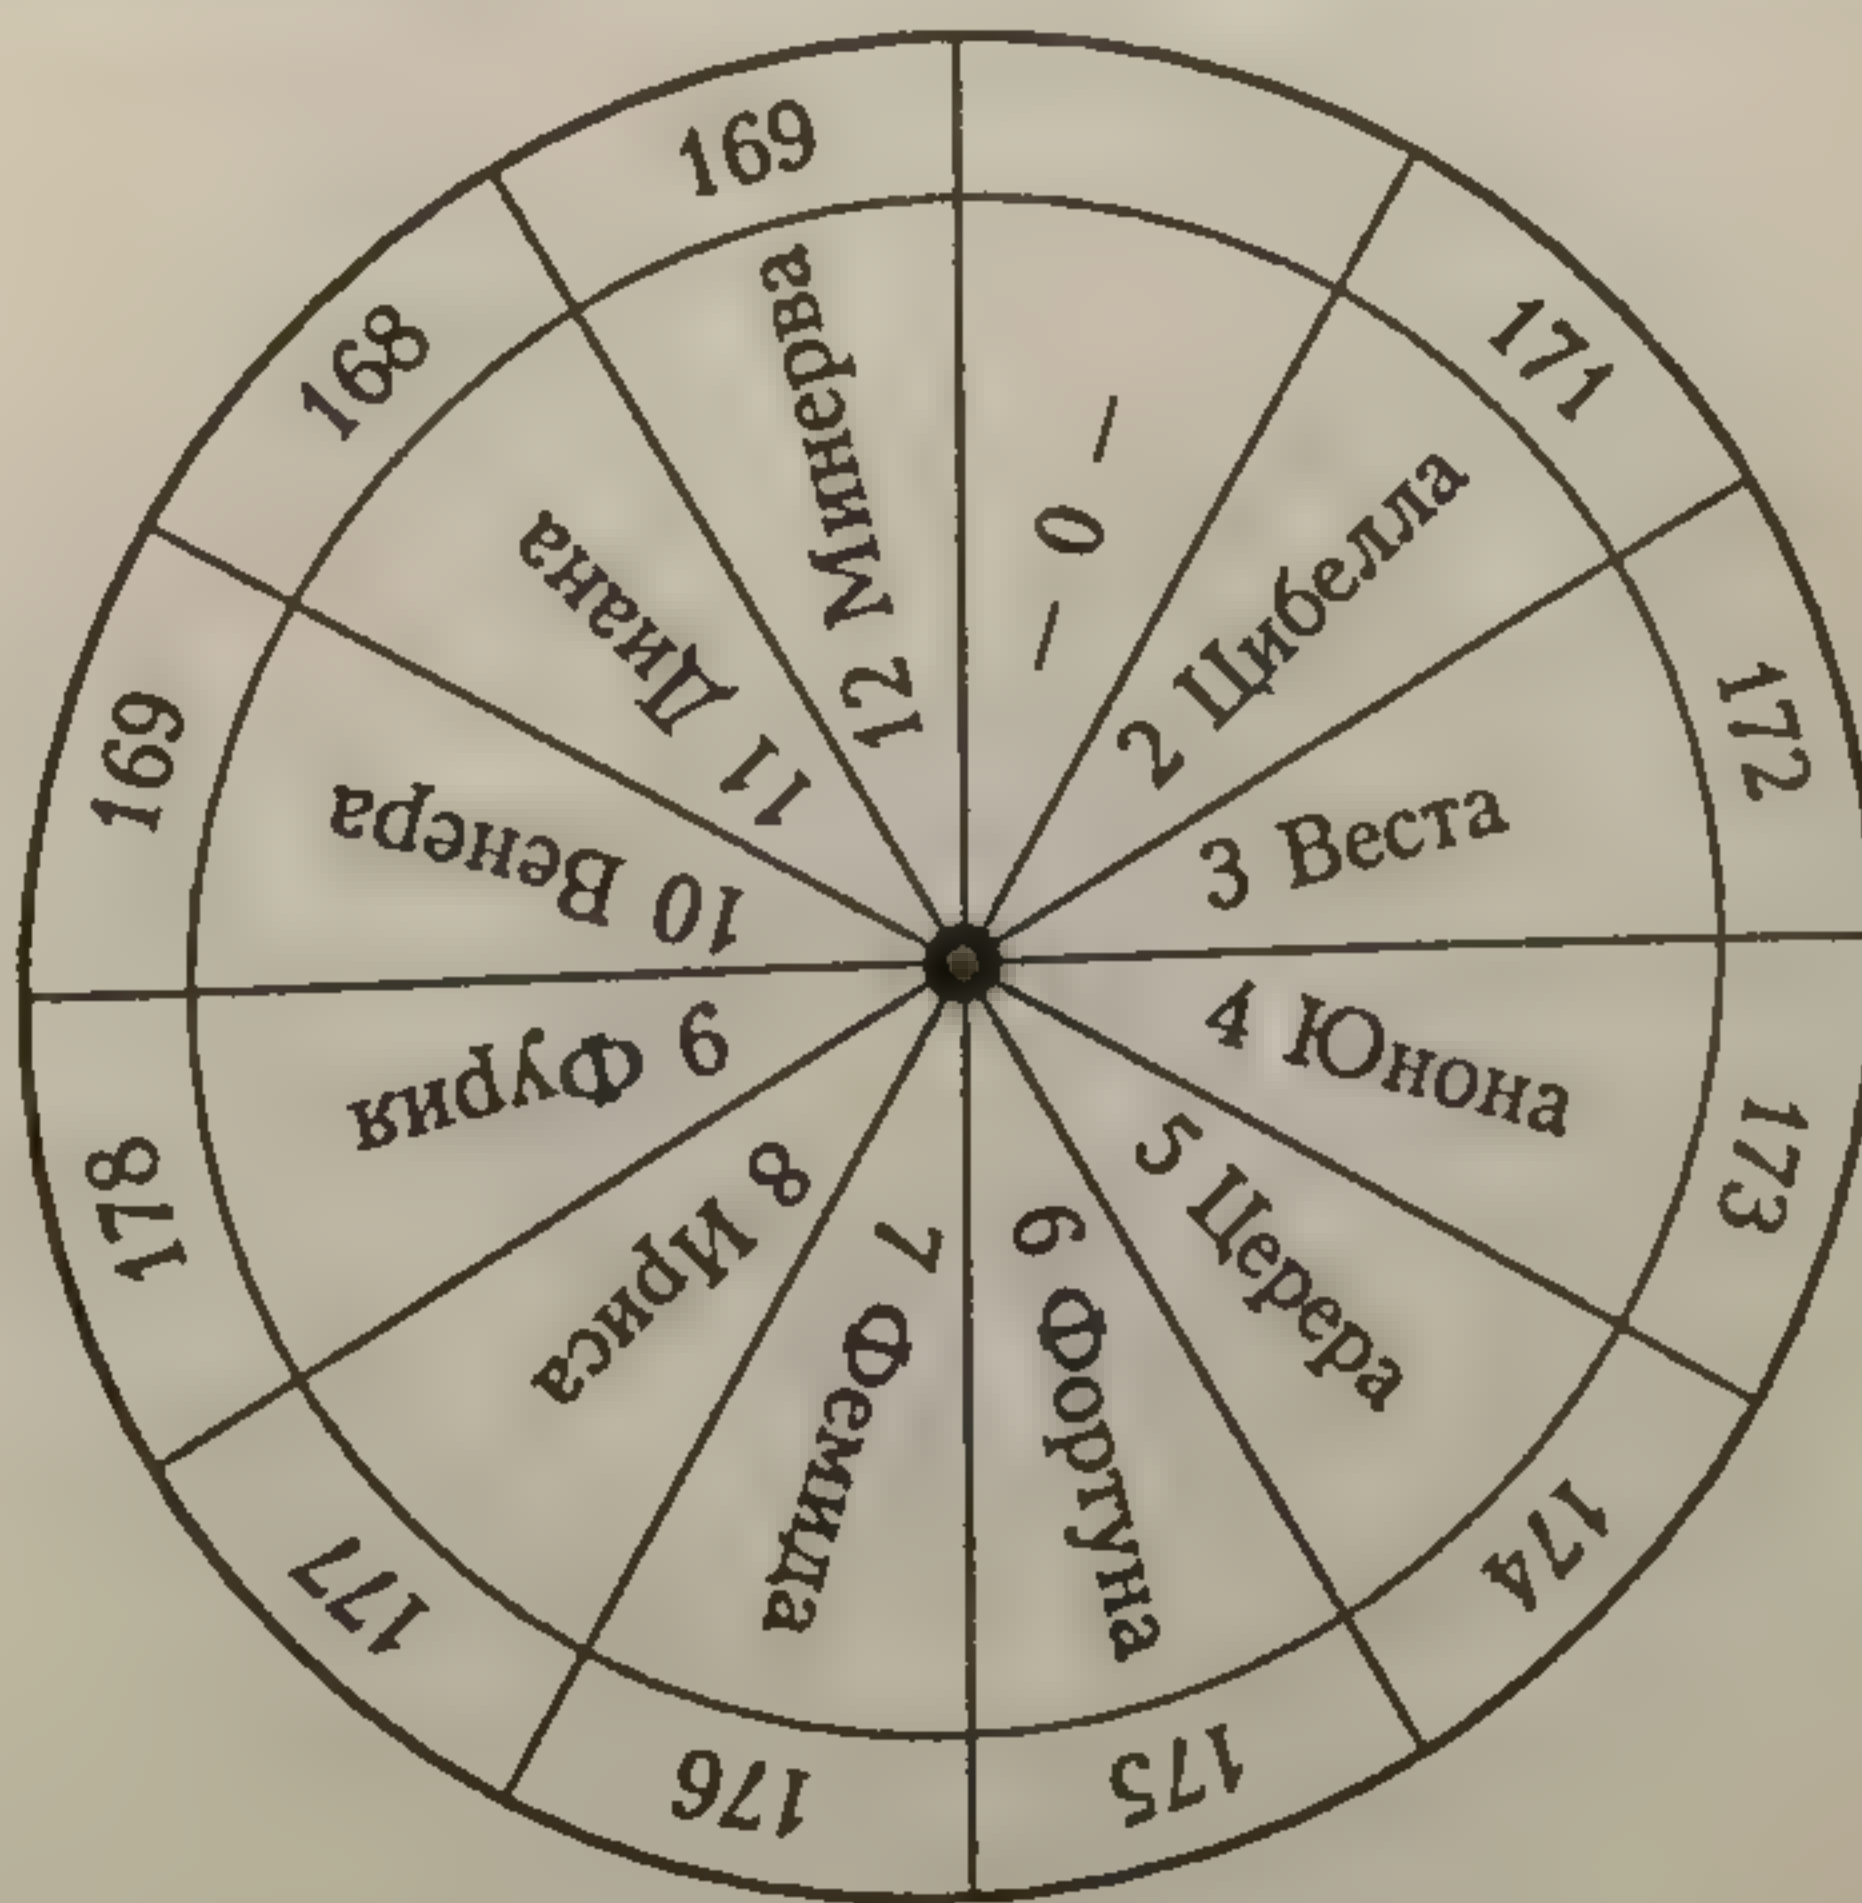 — 0 —
171
2 Цибелла
172
3 Веста
173
4 Юнона
174
5 Церера
175
6 Фортуна
176
7 Фемида
177
8 Ириса
178
9 Фурия
169
10 Венера
168
11 Диана
169
12 Минерва